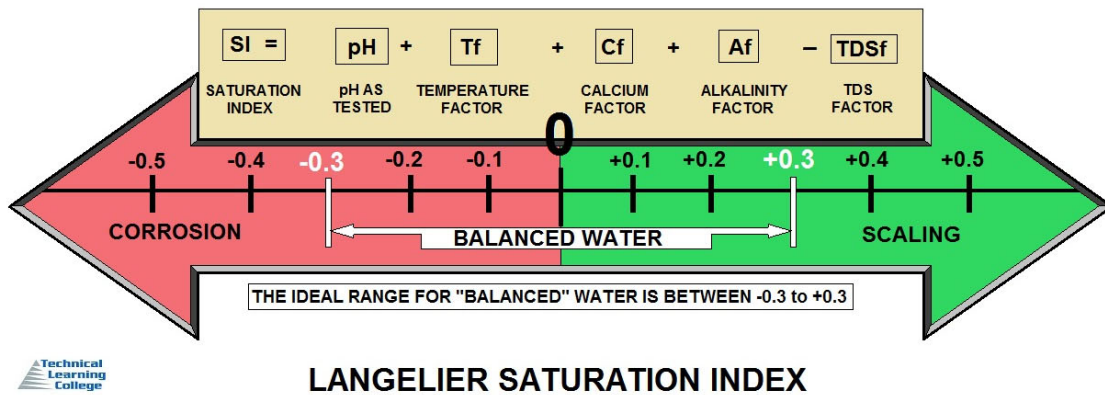 SI = pH + Tf + Cf + Af − TDSf
SATURATION INDEX
pH AS TESTED
TEMPERATURE FACTOR
CALCIUM FACTOR
ALKALINITY FACTOR
TDS FACTOR
0
-0.5 -0.4 -0.3 -0.2 -0.1 +0.1 +0.2 +0.3 +0.4 +0.5
CORROSION BALANCED WATER SCALING
THE IDEAL RANGE FOR "BALANCED" WATER IS BETWEEN -0.3 to +0.3
Technical
Learning
College
LANGELIER SATURATION INDEX